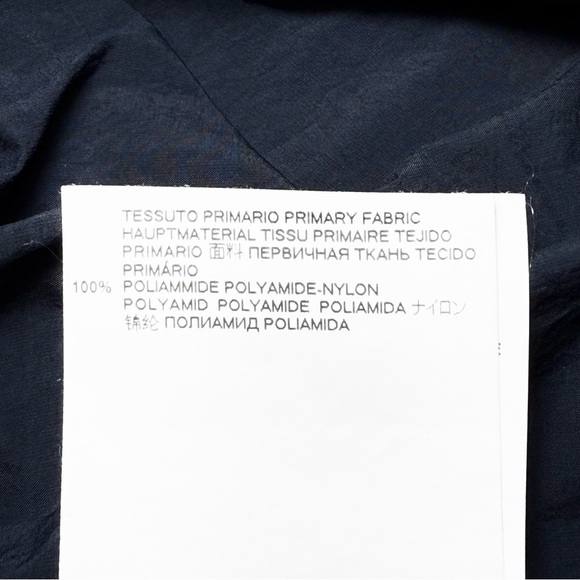 TESSUTO PRIMARIO PRIMARY FABRIC
HAUPTMATERIAL TISSU PRIMAIRE TEJIDO
PRIMARIO 面料 ПЕРВИЧНАЯ ТКАНЬ TECIDO
PRIMÁRIO
100% POLIAMMIDE POLYAMIDE-NYLON
POLYAMID POLYAMIDE POLIAMIDA ナイロン
锦纶 ПОЛИАМИД POLIAMIDA